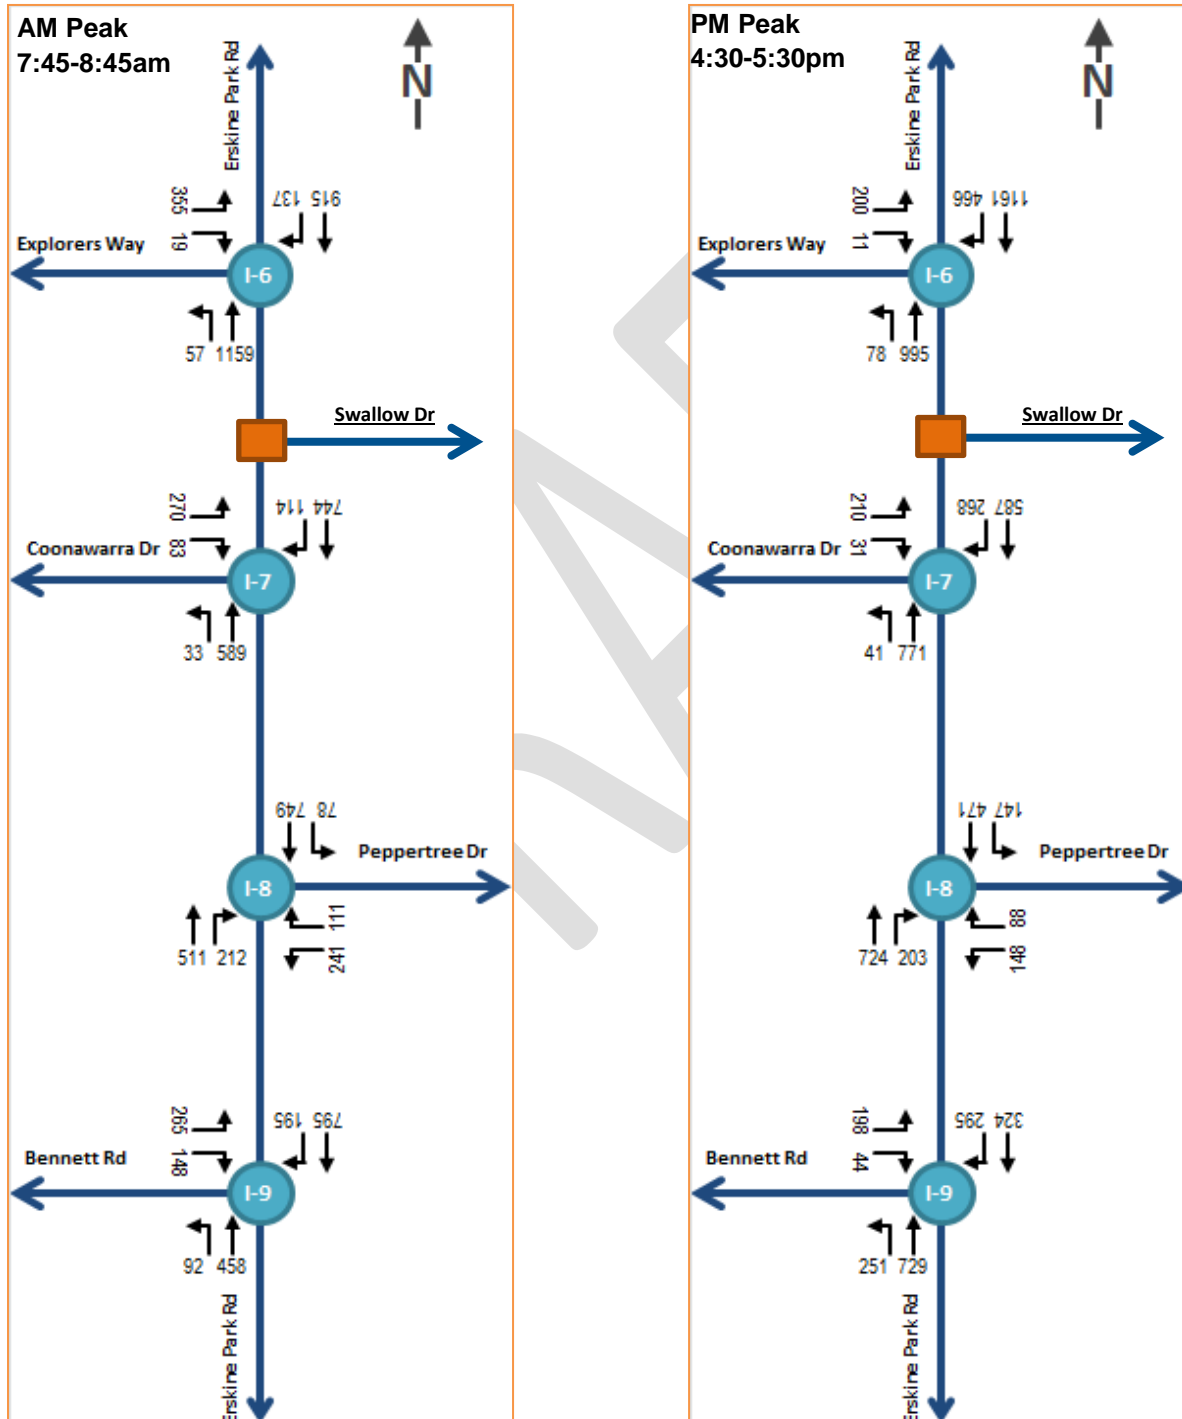 AM Peak
7:45-8:45am
N
Erskine Park Rd
355
19
137
915
Explorers Way
I-6
57 1159
Swallow Dr
270
83
114
744
Coonawarra Dr
I-7
33 589
749
78
Peppertree Dr
I-8
511 212
111
241
265
148
195
795
Bennett Rd
I-9
92 458
Erskine Park Rd
PM Peak
4:30-5:30pm
N
Erskine Park Rd
200
11
466
1161
Explorers Way
I-6
78 995
Swallow Dr
210
31
268
587
Coonawarra Dr
I-7
41 771
471
147
Peppertree Dr
I-8
724 203
88
148
198
44
295
324
Bennett Rd
I-9
251 729
Erskine Park Rd